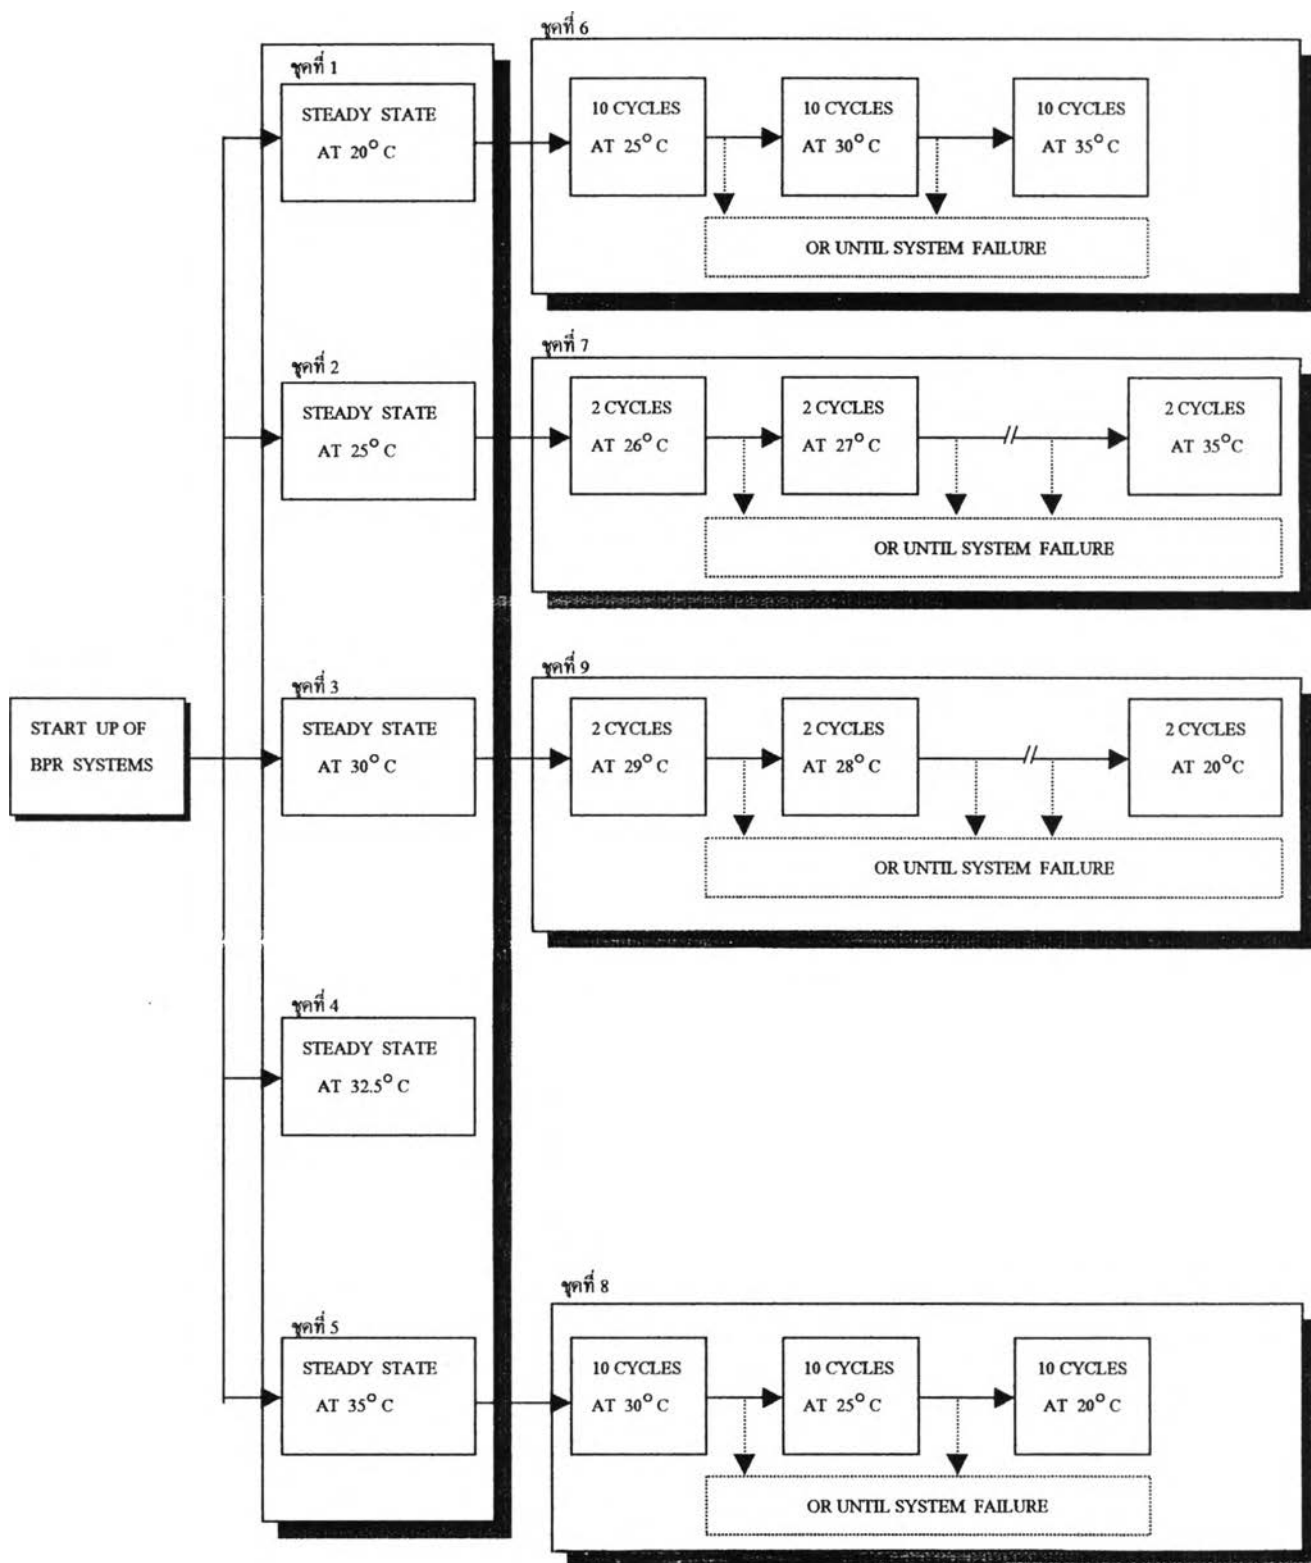 START UP OF
BPR SYSTEMS
ชุดที่ 1
STEADY STATE
AT 20°C
ชุดที่ 6
10 CYCLES
AT 25°C
10 CYCLES
AT 30°C
10 CYCLES
AT 35°C
OR UNTIL SYSTEM FAILURE
ชุดที่ 2
STEADY STATE
AT 25°C
ชุดที่ 7
2 CYCLES
AT 26°C
2 CYCLES
AT 27°C
//
2 CYCLES
AT 35°C
OR UNTIL SYSTEM FAILURE
ชุดที่ 3
STEADY STATE
AT 30°C
ชุดที่ 9
2 CYCLES
AT 29°C
2 CYCLES
AT 28°C
//
2 CYCLES
AT 20°C
OR UNTIL SYSTEM FAILURE
ชุดที่ 4
STEADY STATE
AT 32.5°C
ชุดที่ 5
STEADY STATE
AT 35°C
ชุดที่ 8
10 CYCLES
AT 30°C
10 CYCLES
AT 25°C
10 CYCLES
AT 20°C
OR UNTIL SYSTEM FAILURE